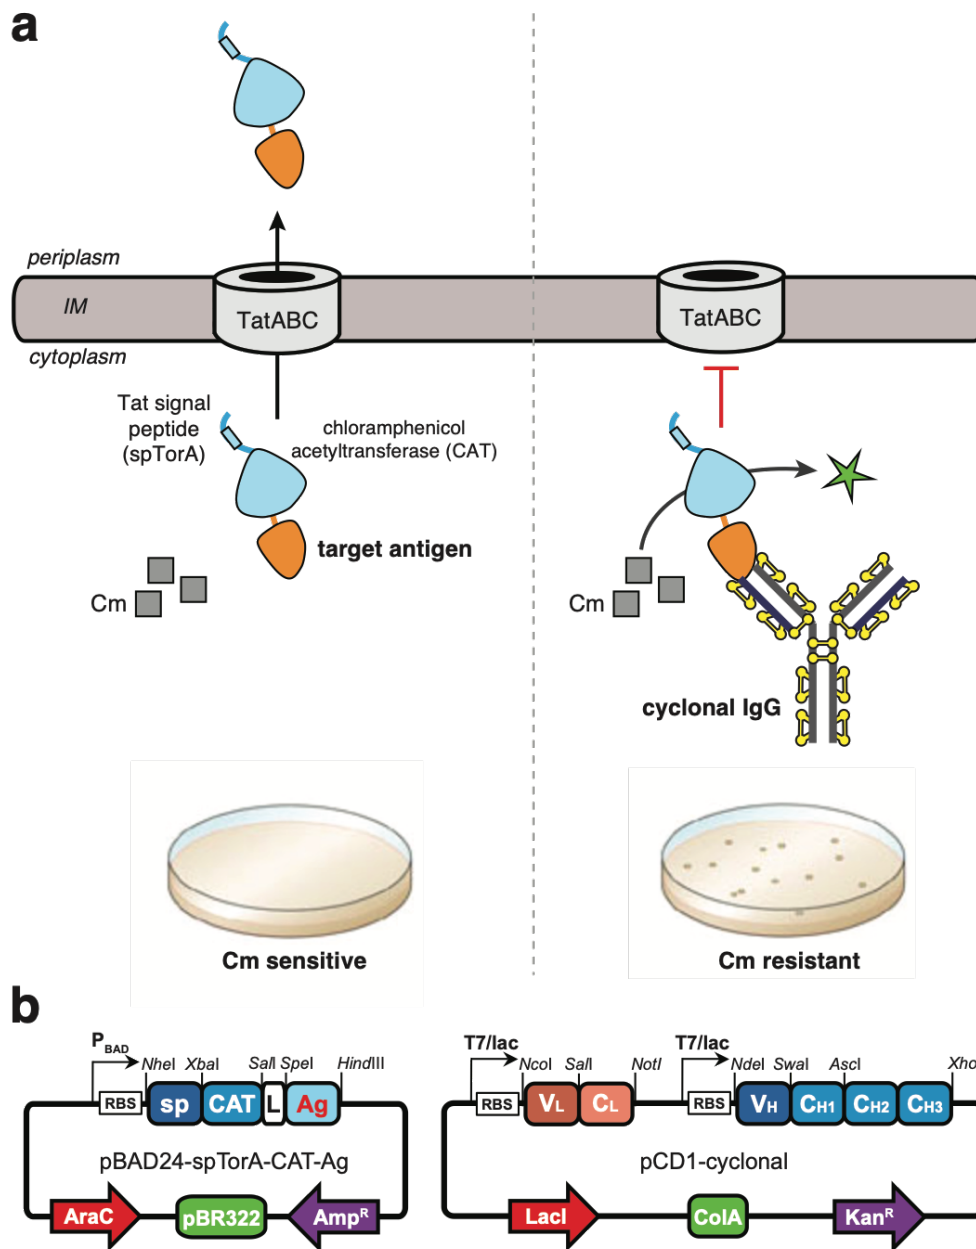 a
periplasm
IM
TatABC
TatABC
cytoplasm
Tat signal
peptide
(spTorA)
chloramphenicol
acetyltransferase (CAT)
target antigen
Cm
Cm
cyclonal IgG
Cm sensitive
Cm resistant
b
PBAD
NheI XbaI SalI SpeI HindIII
RBS sp CAT L Ag
pBAD24-spTorA-CAT-Ag
AraC pBR322 AmpR
T7/lac T7/lac
NcoI SalI NotI NdeI SwaI AscI
RBS VL CL RBS VH CH1 CH2 CH3
pCD1-cyclonal
LacI ColA KanR